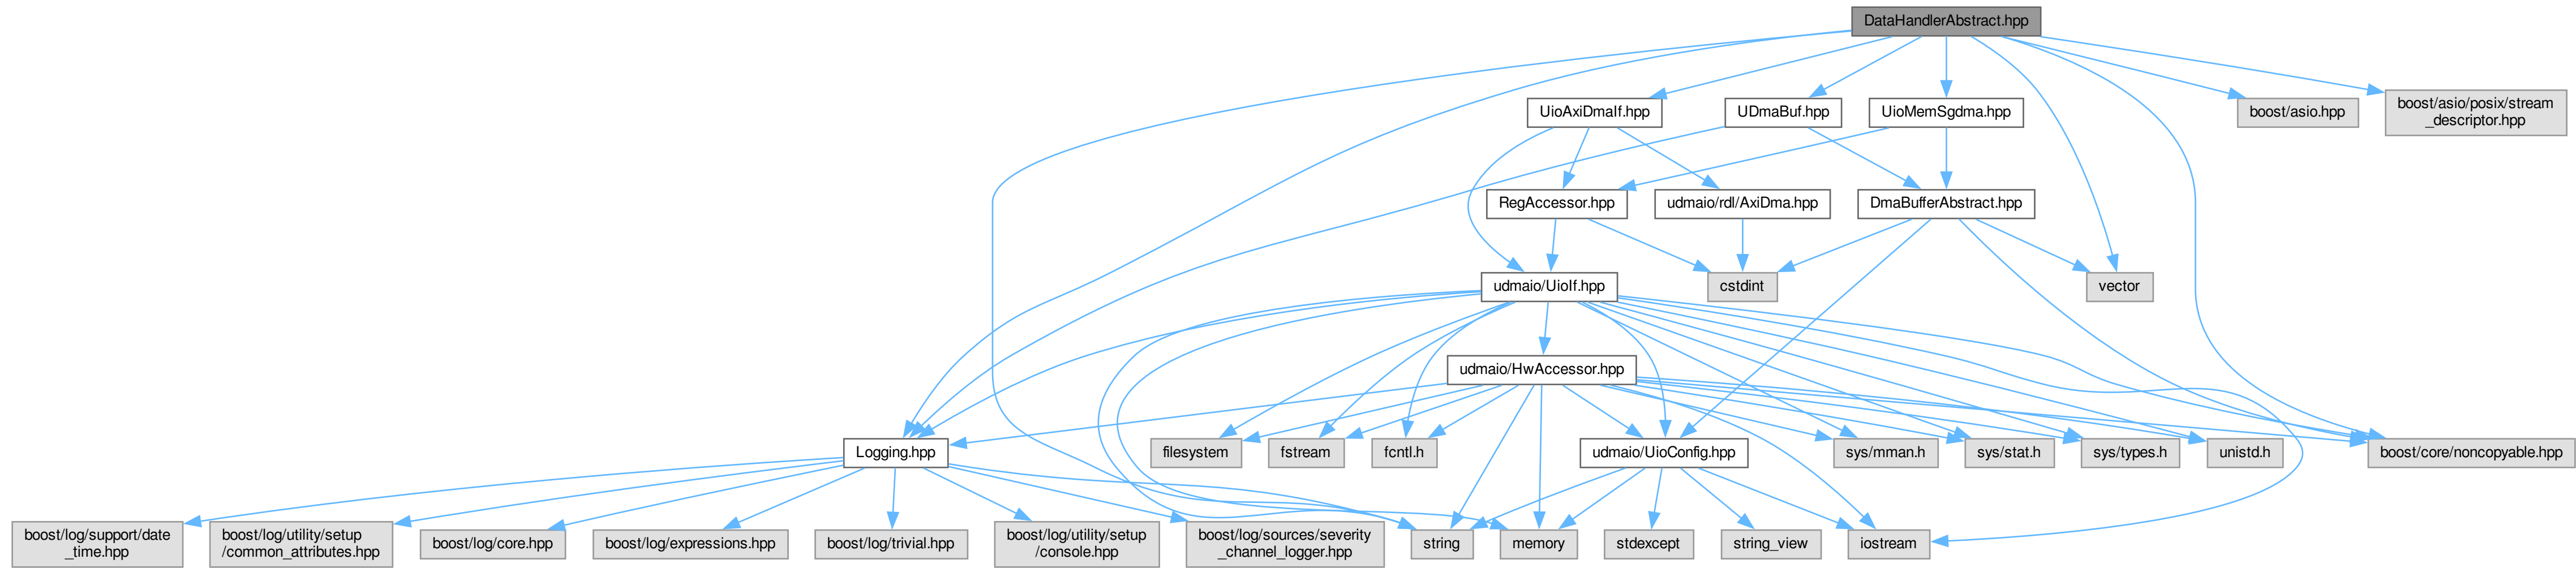 DataHandlerAbstract.hpp
UioAxiDmaIf.hpp
UDmaBuf.hpp
UioMemSgdma.hpp
boost/asio.hpp
boost/asio/posix/stream
_descriptor.hpp
RegAccessor.hpp
udmaio/rdl/AxiDma.hpp
DmaBufferAbstract.hpp
udmaio/UioIf.hpp
cstdint
vector
udmaio/HwAccessor.hpp
Logging.hpp
filesystem
fstream
fcntl.h
udmaio/UioConfig.hpp
sys/mman.h
sys/stat.h
sys/types.h
unistd.h
boost/core/noncopyable.hpp
boost/log/support/date
_time.hpp
boost/log/utility/setup
/common_attributes.hpp
boost/log/core.hpp
boost/log/expressions.hpp
boost/log/trivial.hpp
boost/log/utility/setup
/console.hpp
boost/log/sources/severity
_channel_logger.hpp
string
memory
stdexcept
string_view
iostream